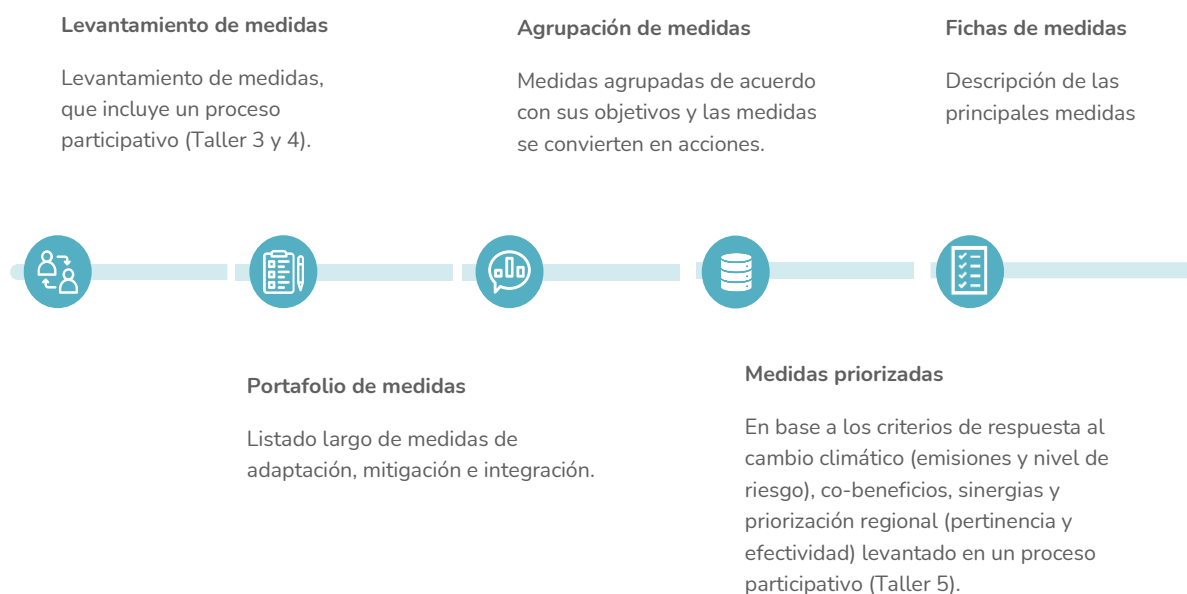 Levantamiento de medidas
Levantamiento de medidas,
que incluye un proceso
participativo (Taller 3 y 4).
Agrupación de medidas
Medidas agrupadas de acuerdo
con sus objetivos y las medidas
se convierten en acciones.
Fichas de medidas
Descripción de las
principales medidas
Portafolio de medidas
Listado largo de medidas de
adaptación, mitigación e integración.
Medidas priorizadas
En base a los criterios de respuesta al
cambio climático (emisiones y nivel de
riesgo), co-beneficios, sinergias y
priorización regional (pertinencia y
efectividad) levantado en un proceso
participativo (Taller 5).